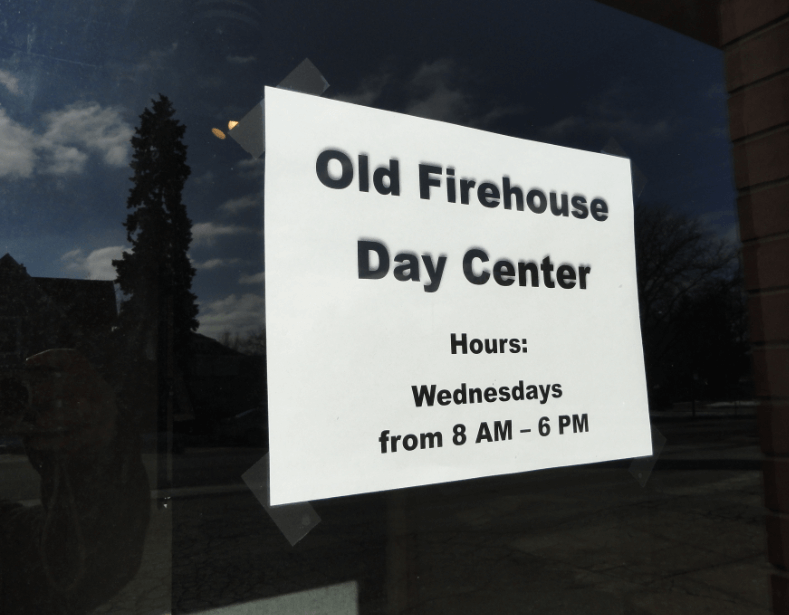 Old Firehouse
Day Center
Hours:
Wednesdays
from 8 AM – 6 PM